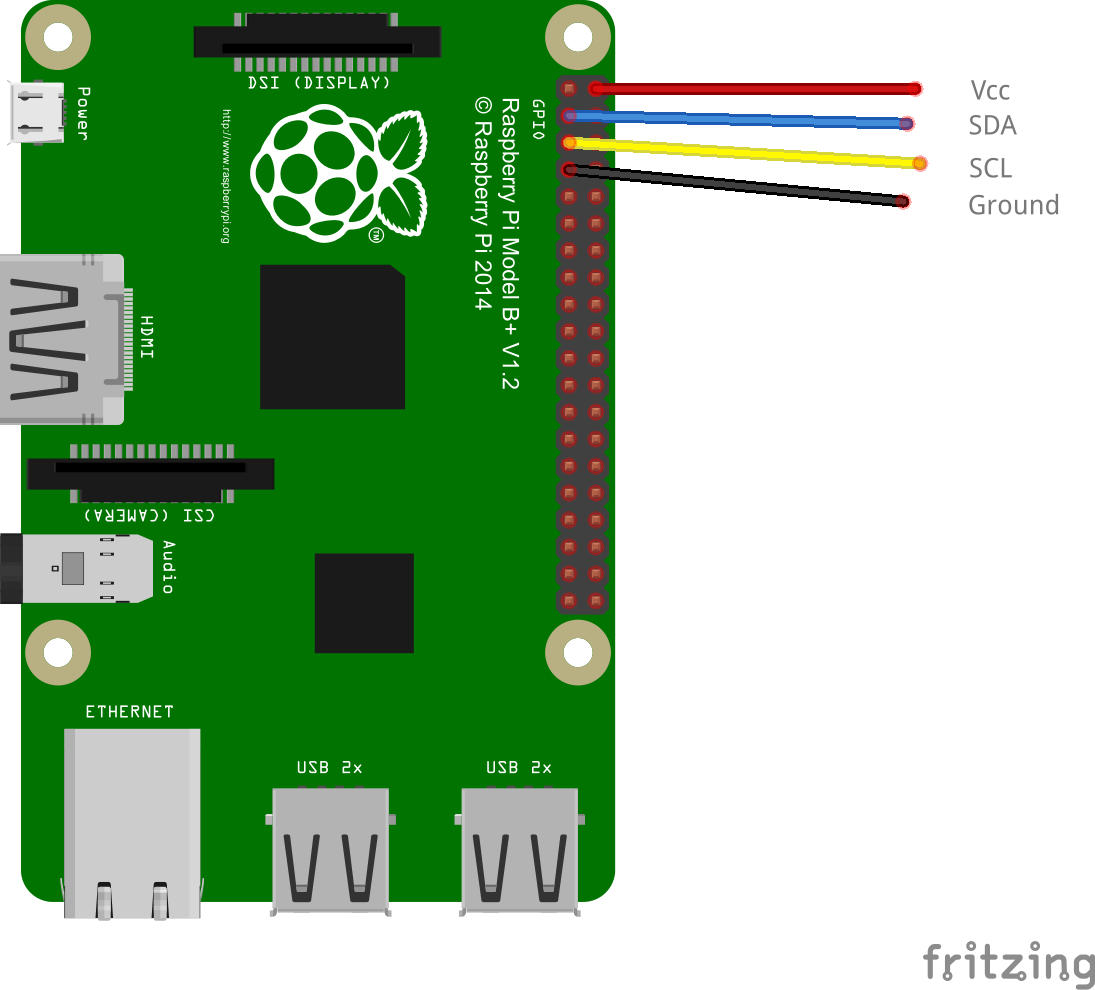 DSI (DISPLAY)
Power
http://www.raspberrypi.org
TM
Raspberry Pi Model B+ V1.2
© Raspberry Pi 2014
GPIO
Vcc
SDA
SCL
Ground
HDMI
CSI (CAMERA)
Audio
ETHERNET
USB 2x
USB 2x
fritzing